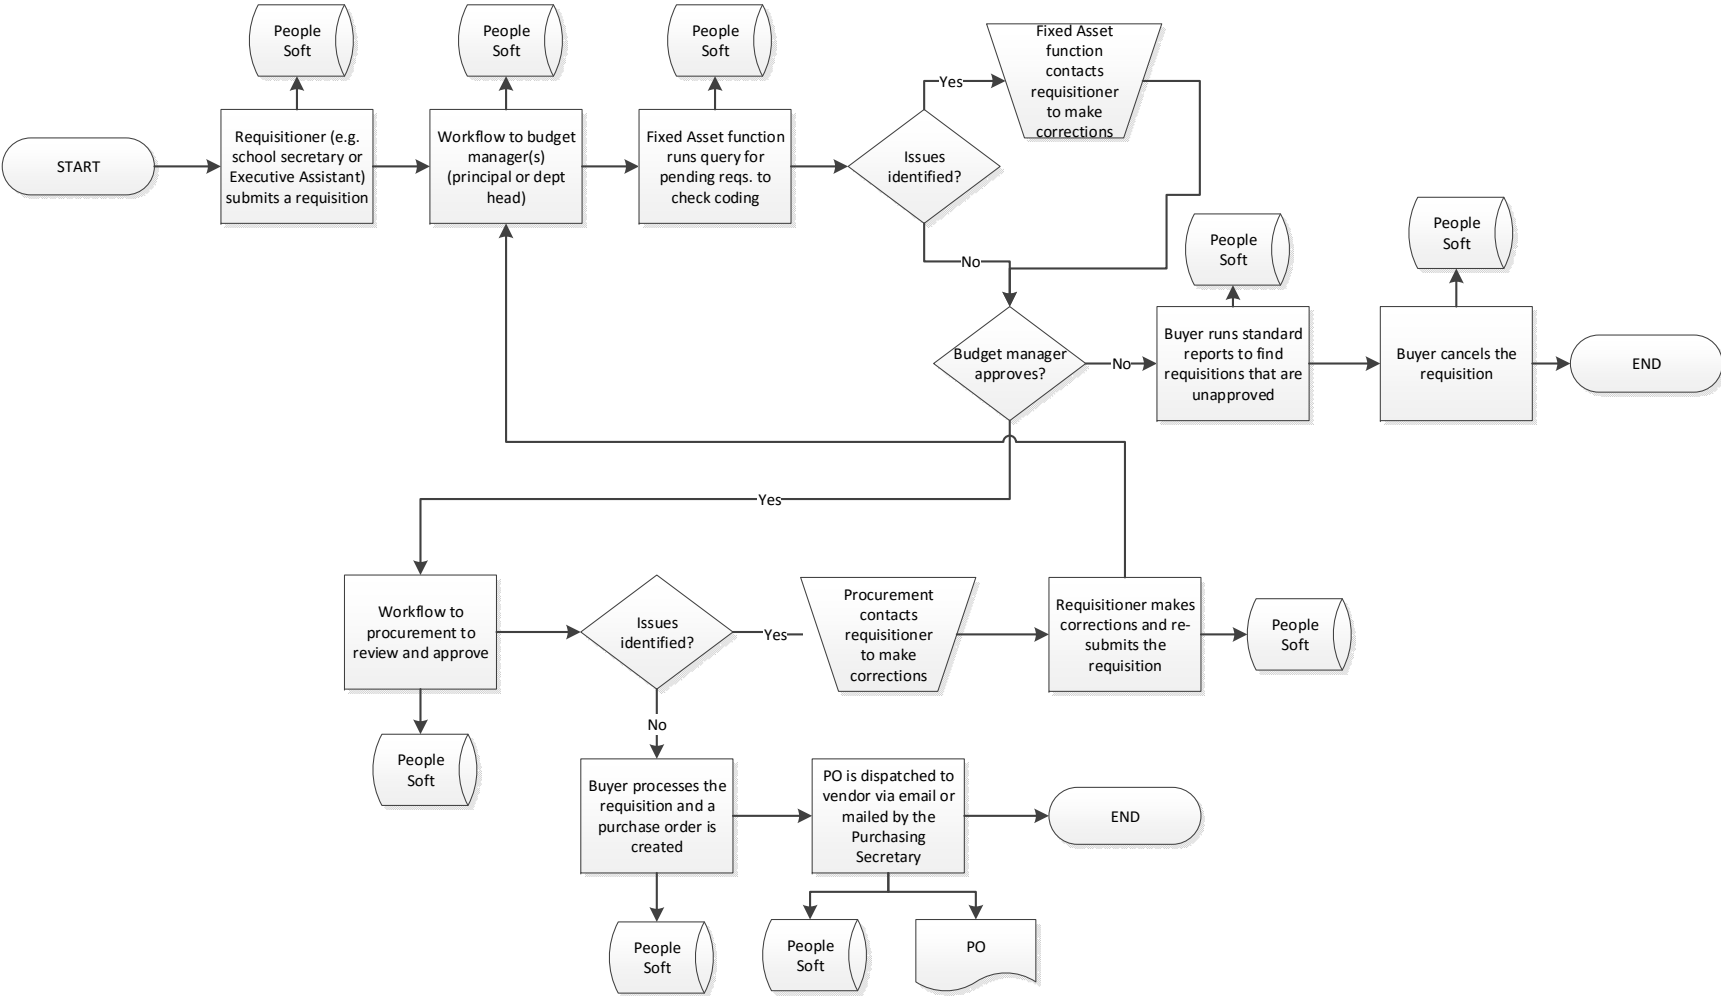 People
Soft
People
Soft
People
Soft
Fixed Asset
function
contacts
requisitioner
to make
corrections
Yes
START
Requisitioner (e.g.
school secretary or
Executive Assistant)
submits a requisition
Workflow to budget
manager(s)
(principal or dept
head)
Fixed Asset function
runs query for
pending reqs. to
check coding
Issues
identified?
No
People
Soft
People
Soft
Budget manager
approves?
No
Buyer runs standard
reports to find
requisitions that are
unapproved
Buyer cancels the
requisition
END
Yes
Workflow to
procurement to
review and approve
Issues
identified?
Yes
Procurement
contacts
requisitioner
to make
corrections
Requisitioner makes
corrections and re-
submits the
requisition
People
Soft
No
People
Soft
Buyer processes the
requisition and a
purchase order is
created
PO is dispatched to
vendor via email or
mailed by the
Purchasing
Secretary
END
People
Soft
People
Soft
PO